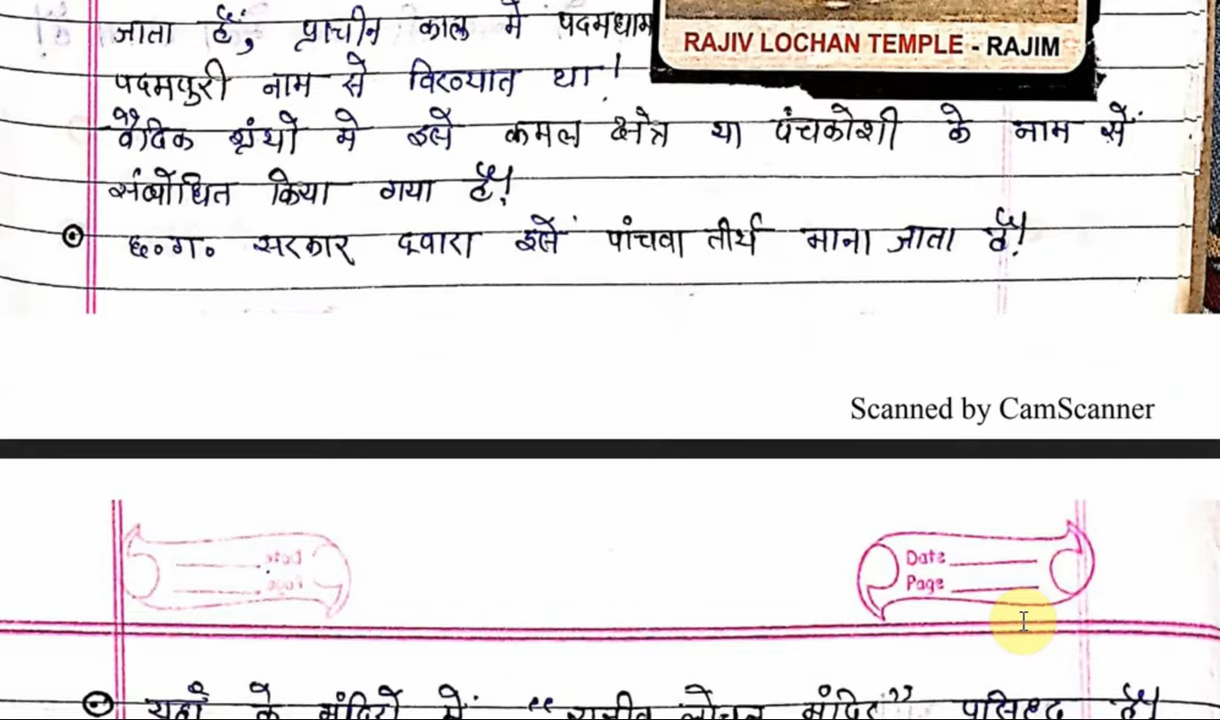 जाता हैं, प्राचीन काल मे पदमधाम
RAJIV LOCHAN TEMPLE - RAJIM
पदमपुरी नाम से विख्यात था!
वैदिक ग्रंथो मे इसे कमल क्षेत्र या पंचकोशी के नाम सें
संम्बोधित किया गया है!
छ०ग० सरकार द्वारा इसें पांचवा तीर्थ माना जाता है!
Scanned by CamScanner
Date
Page
यहाँ के मंदिरों में "राजीव लोचन मंदिर" प्रसिध्द है!